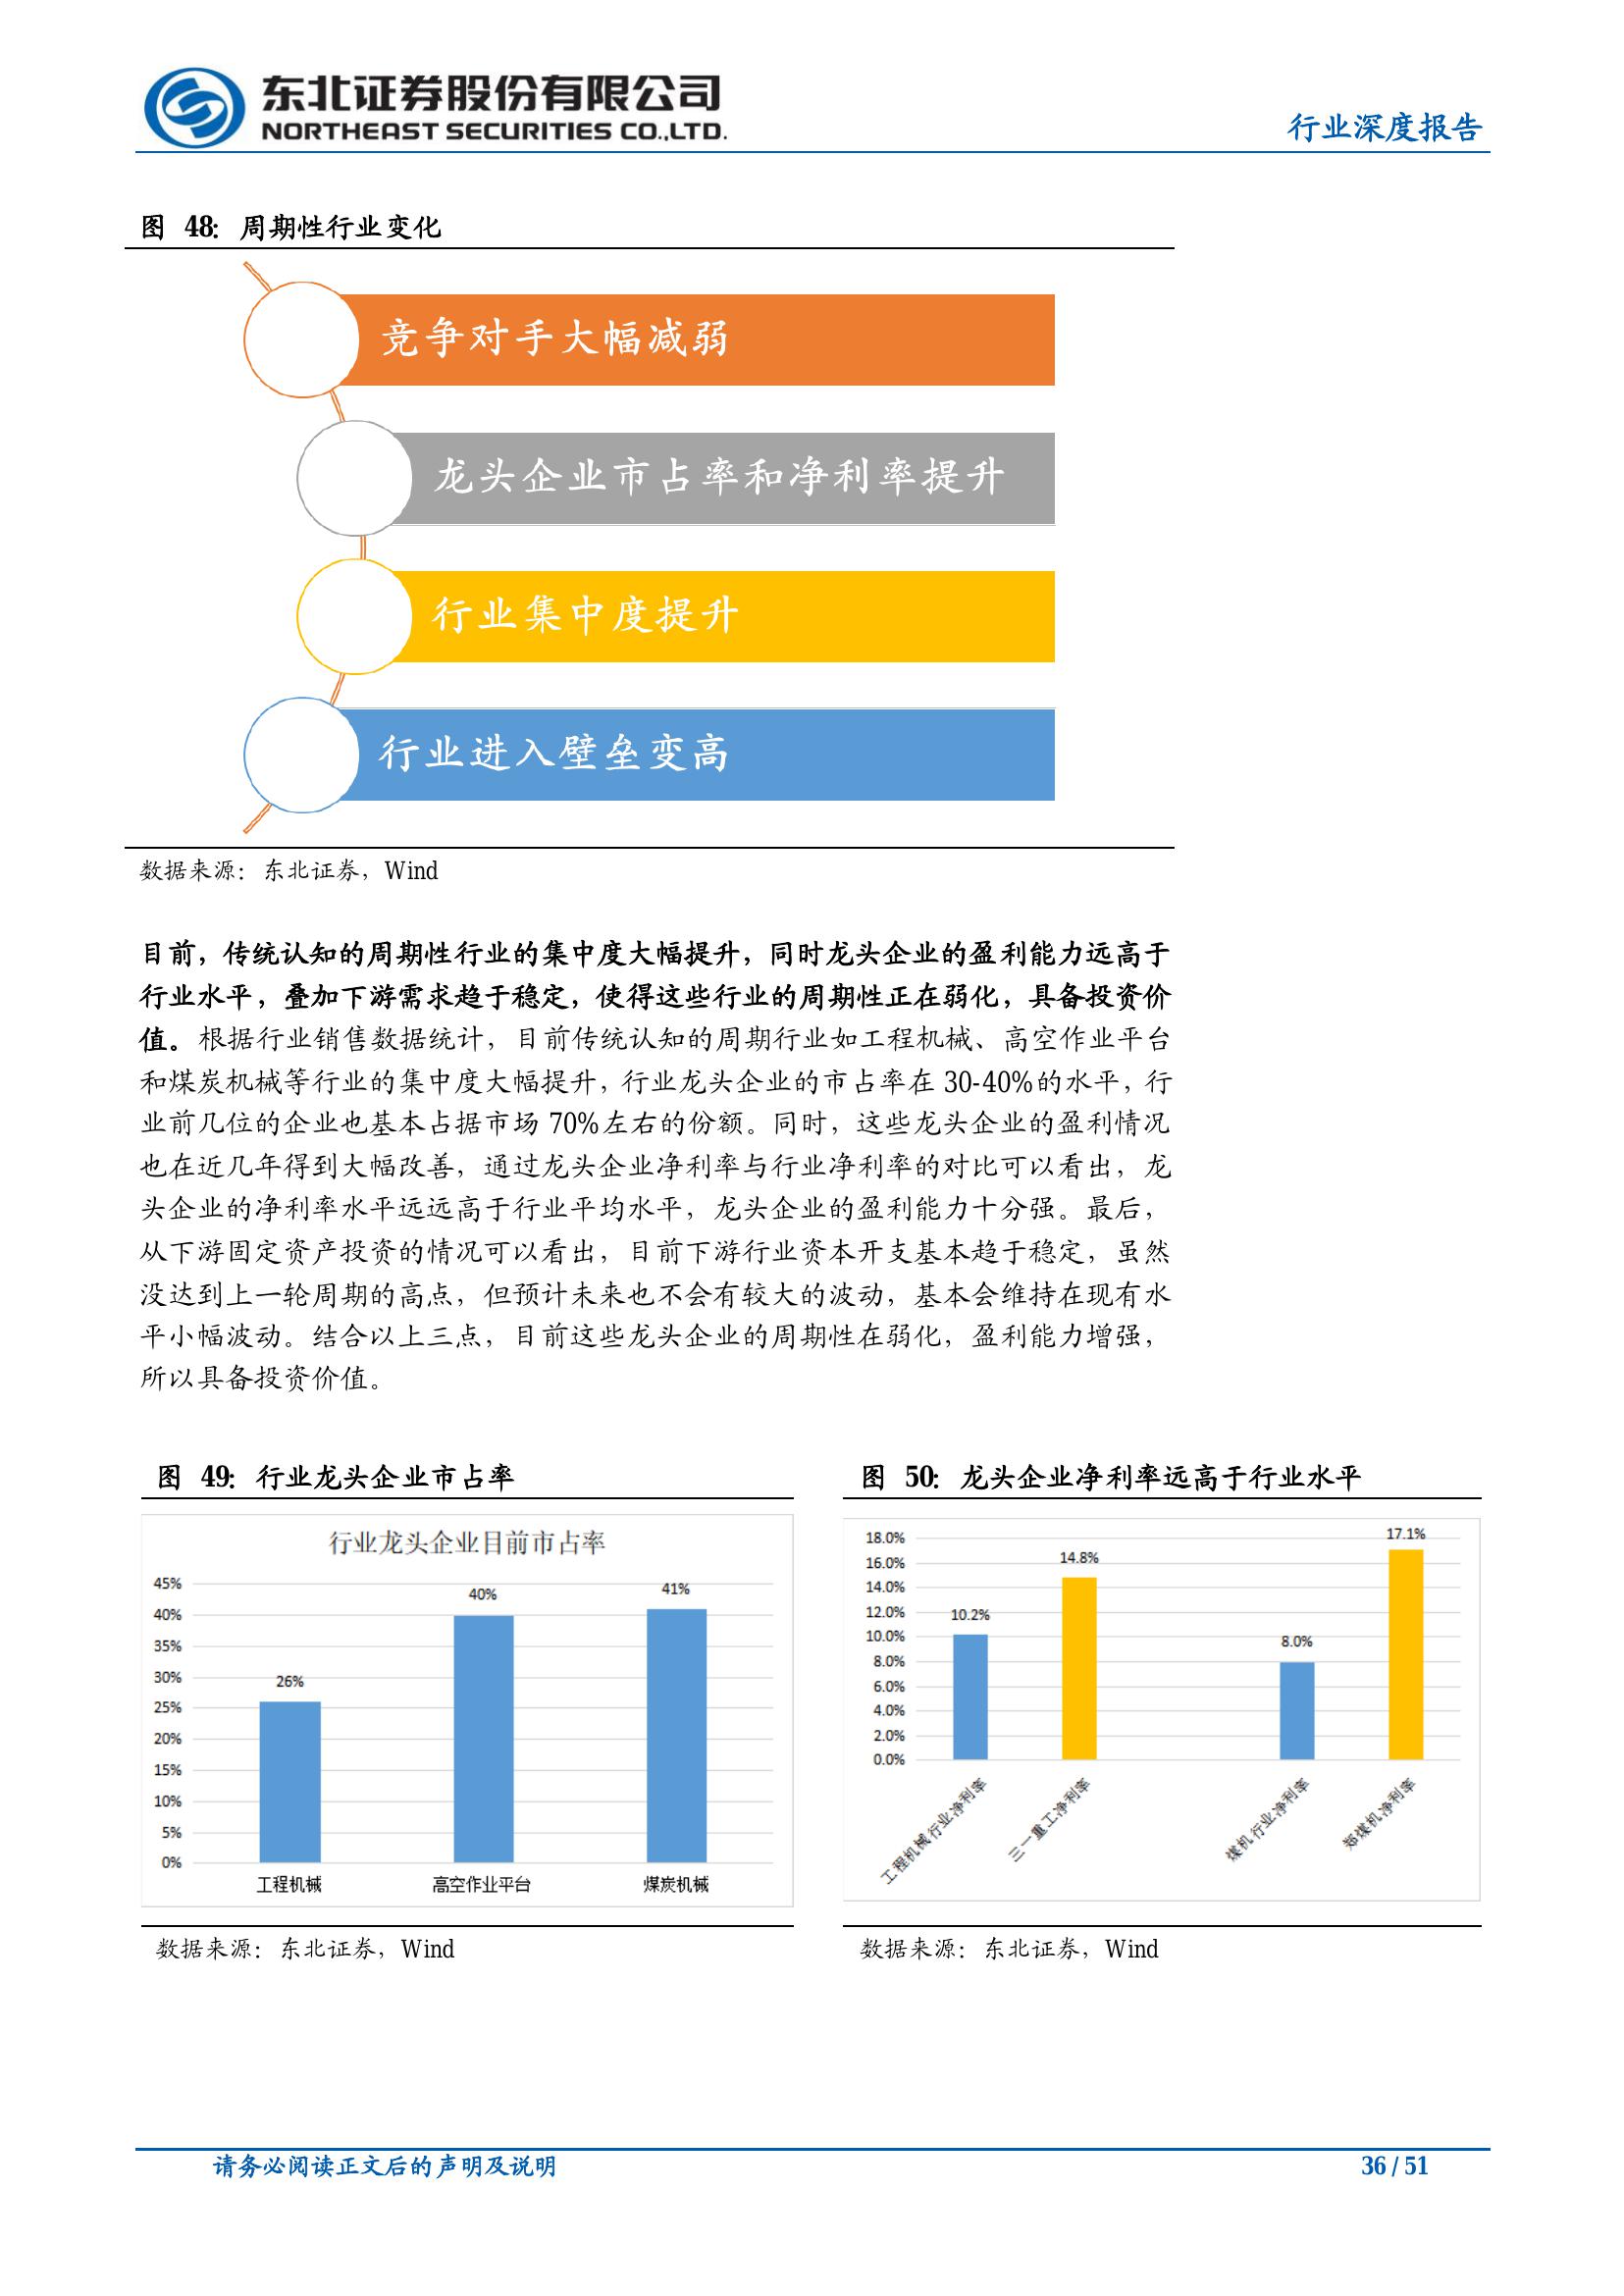 东北证券股份有限公司
NORTHEAST SECURITIES CO.,LTD.
行业深度报告
图 48：周期性行业变化
竞争对手大幅减弱
龙头企业市占率和净利率提升
行业集中度提升
行业进入壁垒变高
数据来源：东北证券，Wind
目前，传统认知的周期性行业的集中度大幅提升，同时龙头企业的盈利能力远高于
行业水平，叠加下游需求趋于稳定，使得这些行业的周期性正在弱化，具备投资价
值。根据行业销售数据统计，目前传统认知的周期行业如工程机械、高空作业平台
和煤炭机械等行业的集中度大幅提升，行业龙头企业的市占率在 30-40%的水平，行
业前几位的企业也基本占据市场 70%左右的份额。同时，这些龙头企业的盈利情况
也在近几年得到大幅改善，通过龙头企业净利率与行业净利率的对比可以看出，龙
头企业的净利率水平远远高于行业平均水平，龙头企业的盈利能力十分强。最后，
从下游固定资产投资的情况可以看出，目前下游行业资本开支基本趋于稳定，虽然
没达到上一轮周期的高点，但预计未来也不会有较大的波动，基本会维持在现有水
平小幅波动。结合以上三点，目前这些龙头企业的周期性在弱化，盈利能力增强，
所以具备投资价值。
图 49：行业龙头企业市占率
行业龙头企业目前市占率
45%
40%
35%
30%
25%
20%
15%
10%
5%
0%
26%
40%
41%
工程机械
高空作业平台
煤炭机械
数据来源：东北证券，Wind
图 50：龙头企业净利率远高于行业水平
18.0%
16.0%
14.0%
12.0%
10.0%
8.0%
6.0%
4.0%
2.0%
0.0%
10.2%
14.8%
8.0%
17.1%
工程机械行业净利率
三一重工净利率
煤机行业净利率
郑煤机净利率
数据来源：东北证券，Wind
请务必阅读正文后的声明及说明
36 / 51